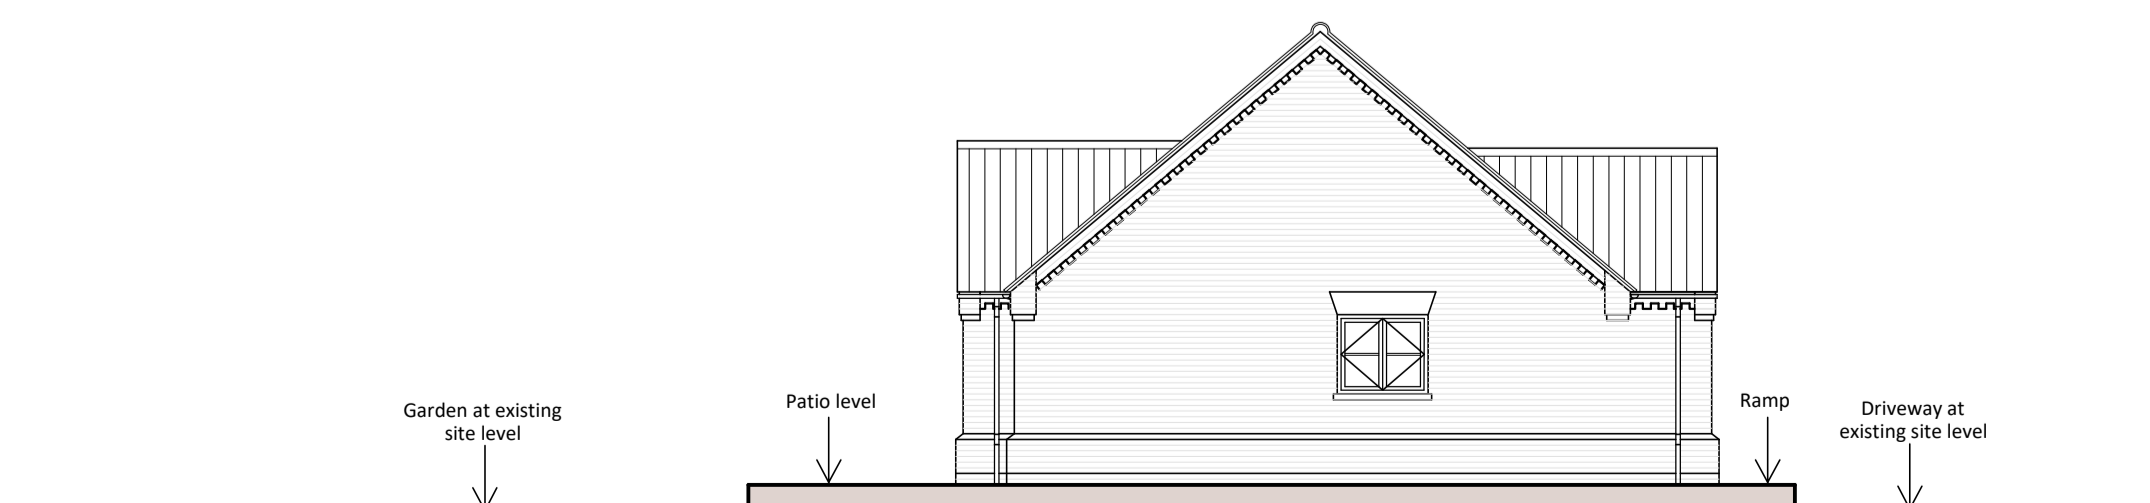 Garden at existing
site level
Patio level
Ramp
Driveway at
existing site level